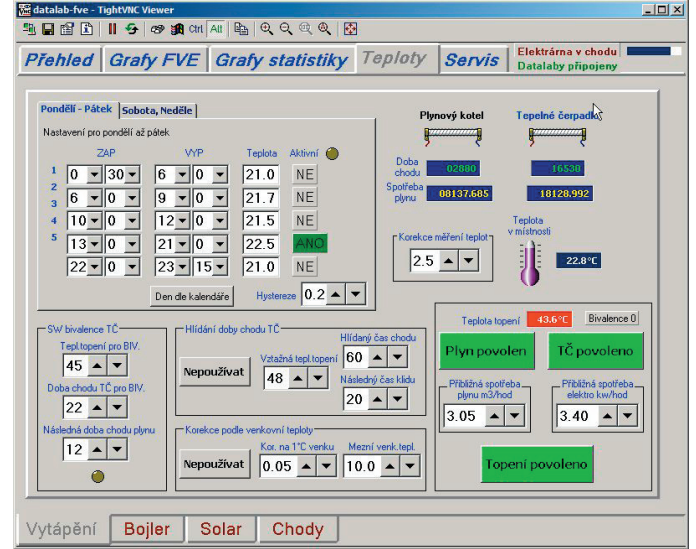 datalab-fve - TightVNC Viewer
Ctrl Alt
Přehled Grafy FVE Grafy statistiky Teploty Servis
Elektrárna v chodu
Datalaby připojeny
Pondělí - Pátek Sobota, Neděle
Nastavení pro pondělí až pátek
ZAP VYP Teplota Aktivní
1 0 30 6 0 21.0 NE
2 6 0 9 0 21.7 NE
3
4 10 0 12 0 21.5 NE
5 13 0 21 0 22.5 ANO
22 0 23 15 21.0 NE
Den dle kalendáře Hystereze 0.2
Plynový kotel Tepelné čerpadlo
Doba
chodu 02880 16530
Spotřeba
plynu 08137.685 18128.992
Korekce měření teplot
2.5
Teplota
v místnosti
22.8°C
SW bivalence TČ
Tepl.topení pro BIV.
45
Doba chodu TČ pro BIV.
22
Následná doba chodu plynu
12
Hlídání doby chodu TČ
Nepoužívat
Vztažná tepl.topení
48
Hlídaný čas chodu
60
Následný čas klidu
20
Korekce podle venkovní teploty
Nepoužívat
Kor. na 1°C venku
0.05
Mezní venk.tepl.
10.0
Teplota topení 43.6°C Bivalence 0
Plyn povolen TČ povoleno
Přibližná spotřeba
plynu m3/hod
3.05
Přibližná spotřeba
elektro kw/hod
3.40
Topení povoleno
Vytápění Bojler Solar Chody